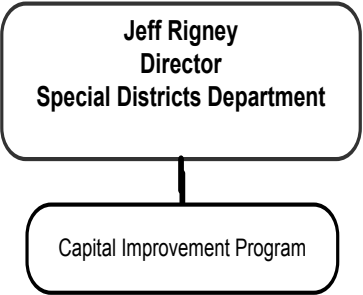 Jeff Rigney
Director
Special Districts Department
Capital Improvement Program